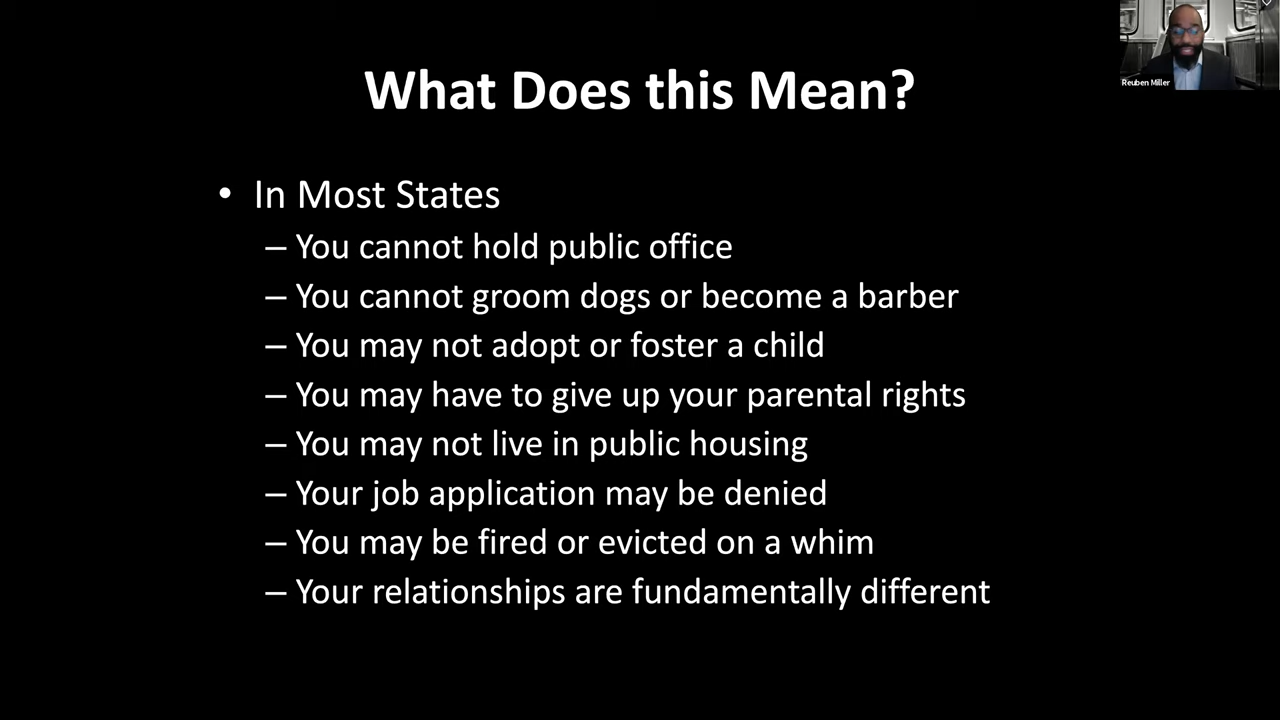 What Does this Mean?
Reuben Miller
• In Most States
– You cannot hold public office
– You cannot groom dogs or become a barber
– You may not adopt or foster a child
– You may have to give up your parental rights
– You may not live in public housing
– Your job application may be denied
– You may be fired or evicted on a whim
– Your relationships are fundamentally different